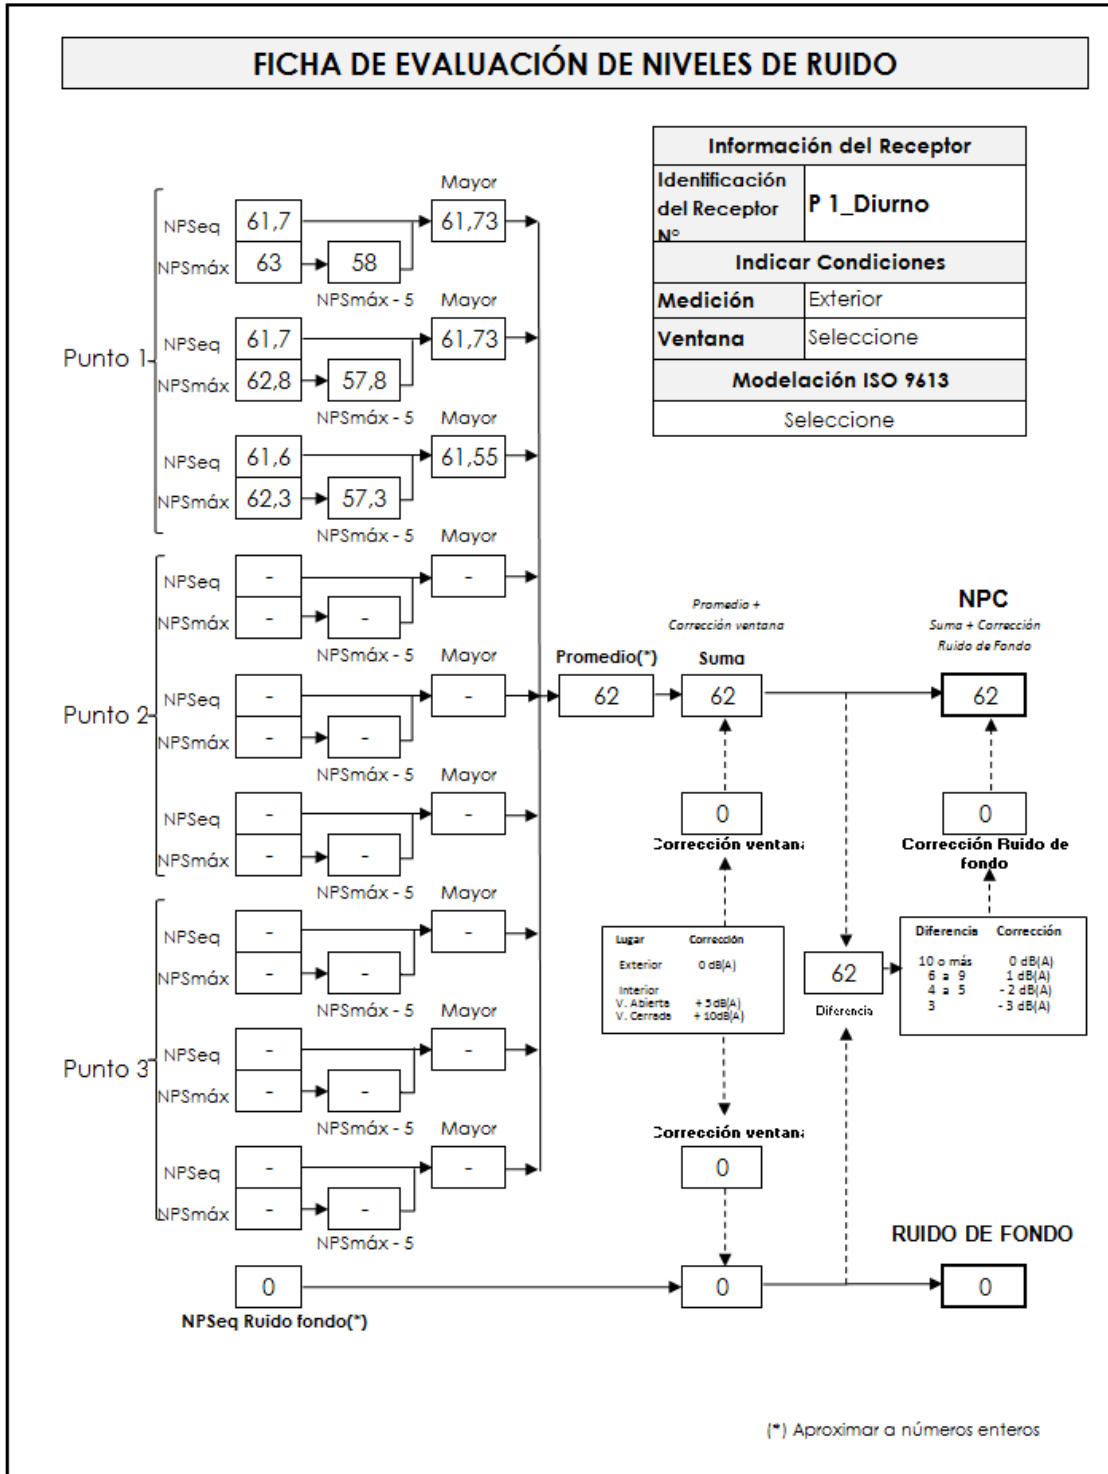 FICHA DE EVALUACIÓN DE NIVELES DE RUIDO
Información del Receptor
Identificación
del Receptor
N°
P 1_Diurno
Indicar Condiciones
Medición Exterior
Ventana Seleccione
Modelación ISO 9613
Seleccione
Punto 1
Mayor
NPSeq 61,7 61,73
NPSmáx 63 58
NPSmáx - 5 Mayor
NPSeq 61,7 61,73
NPSmáx 62,8 57,8
NPSmáx - 5 Mayor
NPSeq 61,6 61,55
NPSmáx 62,3 57,3
NPSmáx - 5 Mayor
Punto 2
NPSeq - -
NPSmáx - -
NPSmáx - 5 Mayor
NPSeq - -
NPSmáx - -
NPSmáx - 5 Mayor
NPSeq - -
NPSmáx - -
NPSmáx - 5 Mayor
Punto 3
NPSeq - -
NPSmáx - -
NPSmáx - 5 Mayor
NPSeq - -
NPSmáx - -
NPSmáx - 5 Mayor
NPSeq - -
NPSmáx - -
NPSmáx - 5
Promedio(*)
62
Promedio +
Corrección ventana
Suma
62
NPC
Suma + Corrección
Ruido de Fondo
62
0
Corrección ventana
0
Corrección Ruido de
fondo
Lugar Corrección
Exterior 0 dB(A)
Interior
V. Abierta + 5dB(A)
V. Cerrada + 10dB(A)
62
Diferencia
Diferencia Corrección
10 o más 0 dB(A)
6 a 9 1 dB(A)
4 a 5 - 2 dB(A)
3 - 3 dB(A)
Corrección ventana
0
RUIDO DE FONDO
0 0 0
NPSeq Ruido fondo(*)
(*) Aproximar a números enteros